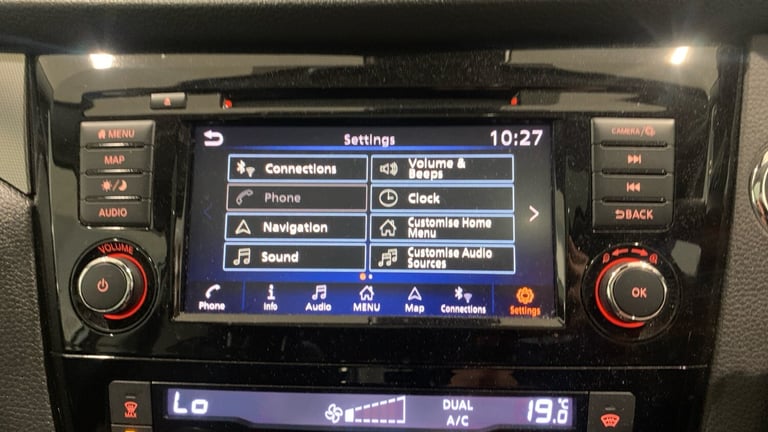 MENU
MAP
AUDIO
VOLUME
Settings
10:27
Connections
Volume & Beeps
Phone
Clock
Navigation
Customise Home Menu
Sound
Customise Audio Sources
Phone
Info
Audio
MENU
Map
Connections
Settings
CAMERA/
BACK
OK
MAX
Lo
DUAL
A/C
19.0
°C